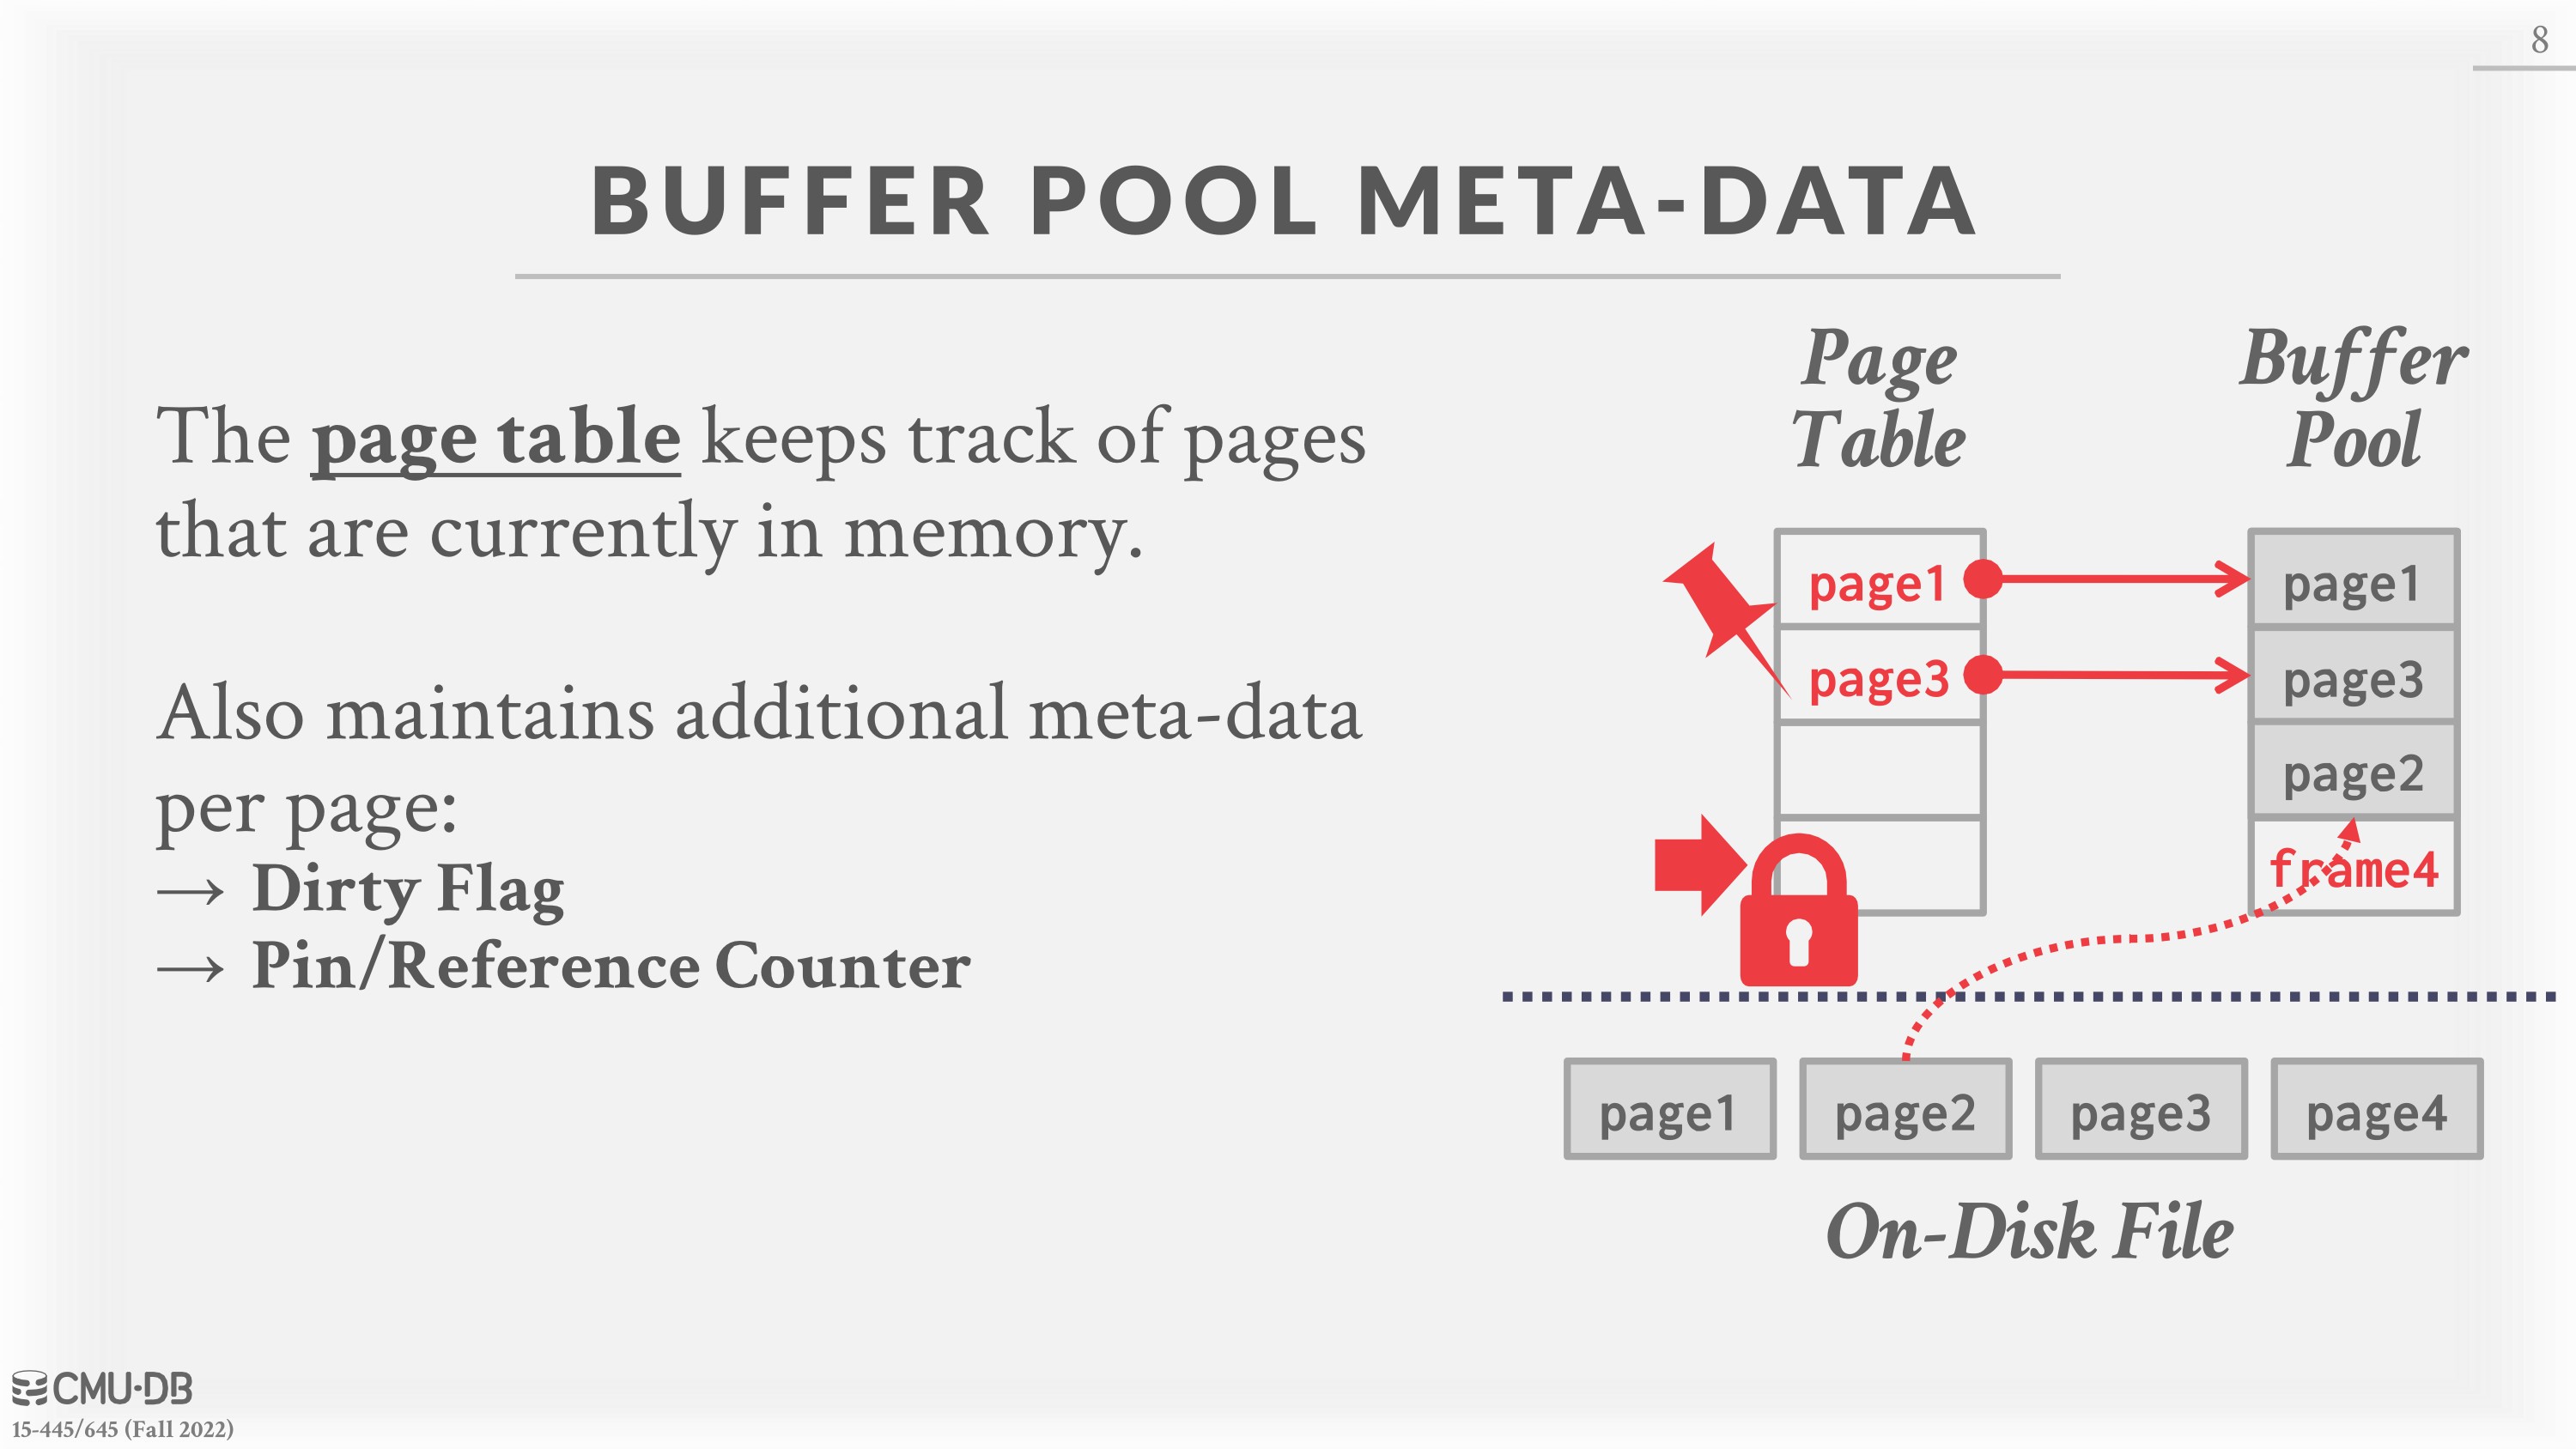 8
BUFFER POOL META-DATA
The page table keeps track of pages
that are currently in memory.
Also maintains additional meta-data
per page:
→ Dirty Flag
→ Pin/Reference Counter
Page
Table
Buffer
Pool
page1
page3
page1
page3
page2
frame4
page1
page2
page3
page4
On-Disk File
CMU·DB
15-445/645 (Fall 2022)